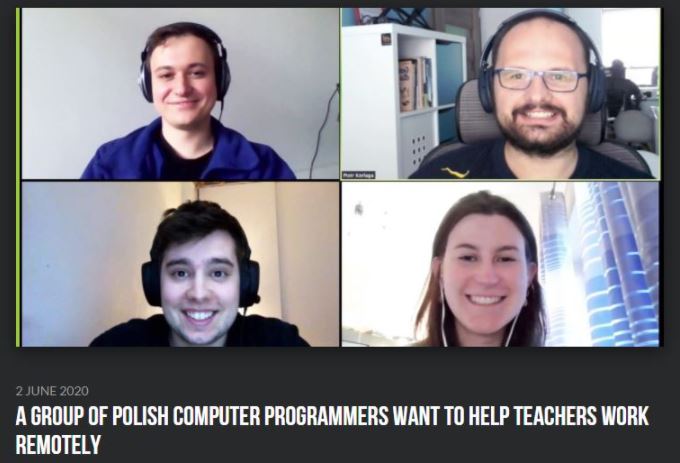 Piotr Korlaga
2 JUNE 2020
A GROUP OF POLISH COMPUTER PROGRAMMERS WANT TO HELP TEACHERS WORK
REMOTELY